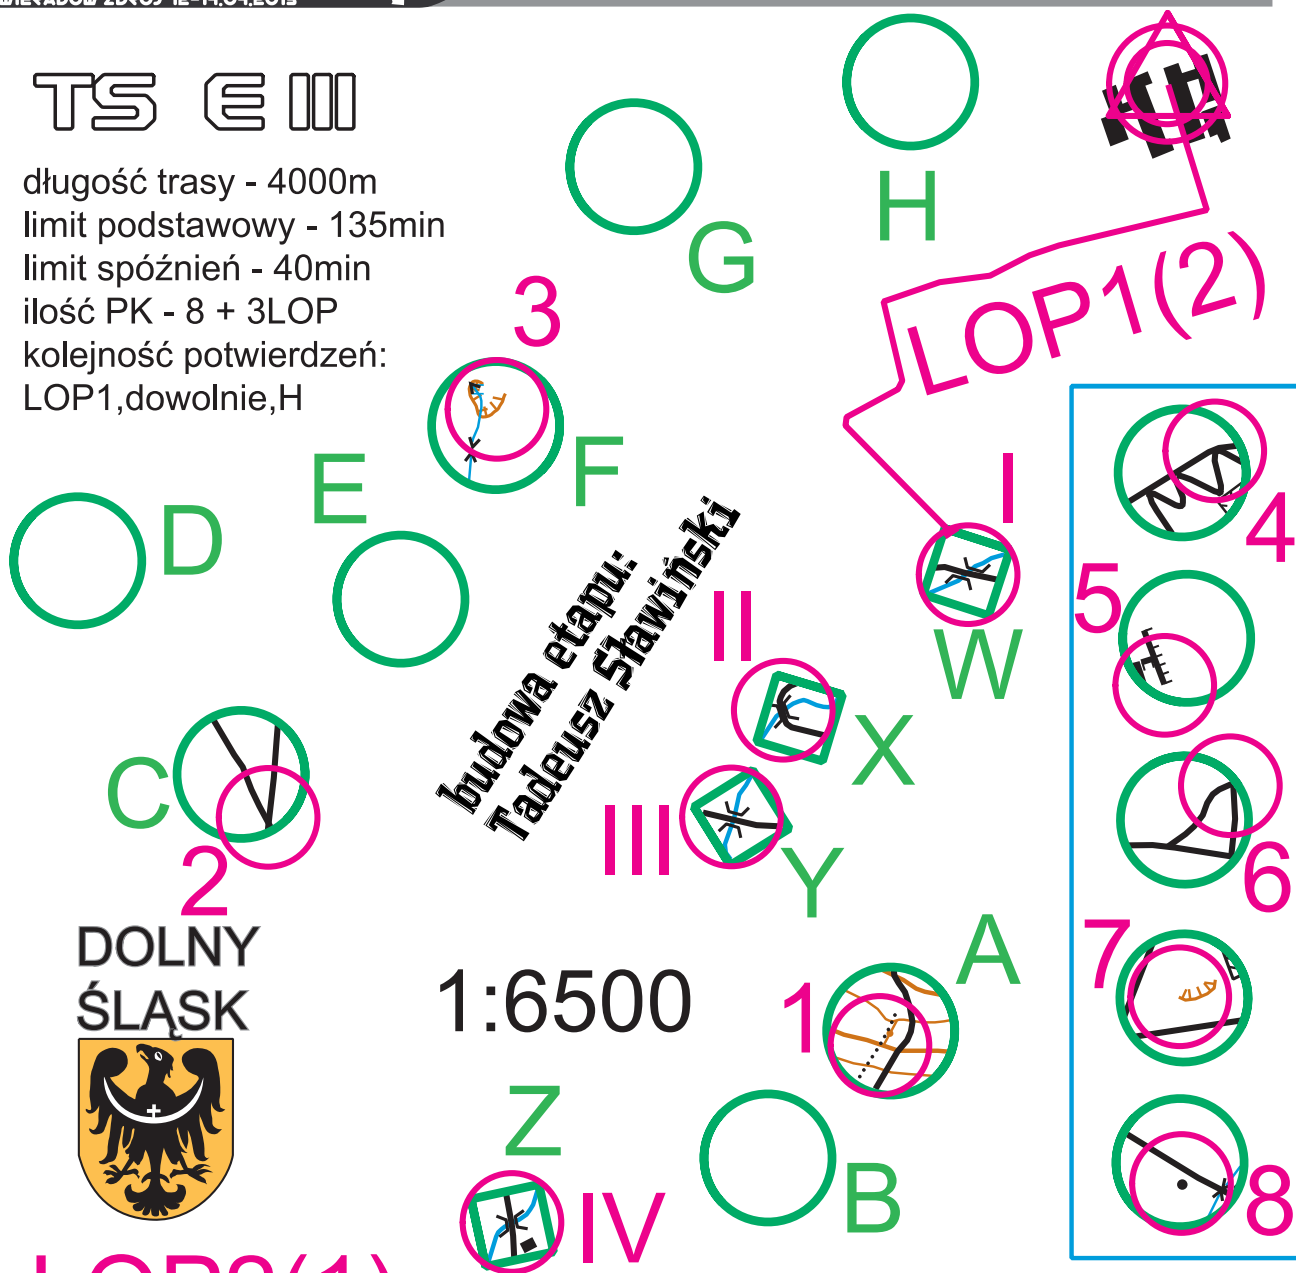 TS E III
długość trasy - 4000m
limit podstawowy - 135min
limit spóźnień - 40min
ilość PK - 8 + 3LOP
kolejność potwierdzeń:
LOP1,dowolnie,H
H
G
3
LOP1(2)
E
F
D
I
4
5
budowa etapu:
Tadeusz Sławiński
II
W
X
C
III
2
Y
6
DOLNY
ŚLĄSK
1:6500
A
7
1
Z
B
IV
8